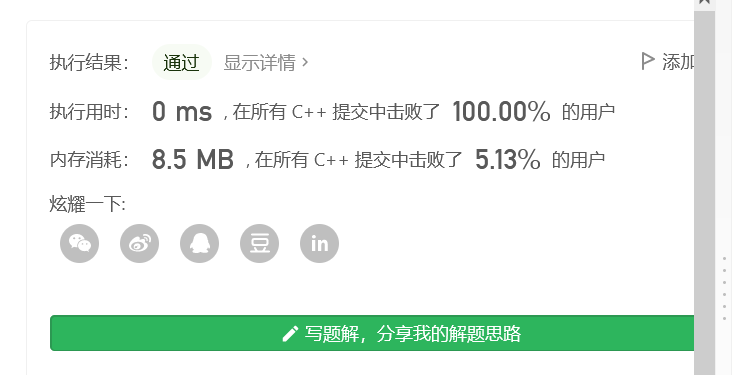 执行结果： 通过 显示详情 > 添加
执行用时： 0 ms , 在所有 C++ 提交中击败了 100.00% 的用户
内存消耗： 8.5 MB , 在所有 C++ 提交中击败了 5.13% 的用户
炫耀一下:
豆 in
写题解，分享我的解题思路